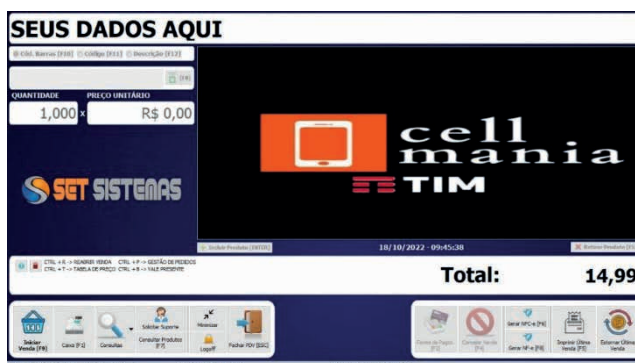 SEUS DADOS AQUI
Cód. Barras [F10] Código [F11] Descrição [F12]
[F8]
QUANTIDADE PREÇO UNITÁRIO
1,000 x R$ 0,00
cell
mania
TIM
SET SISTEMAS
Incluir Produto [ENTER] 18/10/2022 - 09:45:38 Retirar Produto
CTRL + R -> REABRIR VENDA CTRL + P -> GESTÃO DE PEDIDOS
CTRL + T -> TABELA DE PREÇO CTRL + B -> VALE PRESENTE
Total: 14,99
Iniciar Venda [F6]
Caixa [F1]
Consultas
Solicitar Suporte
Consultar Produtos [F7]
Minimizar
Logoff
Fechar PDV [ESC]
Forma de Pagto [F2]
Cancelar Venda [F4]
Gerar NFC-e [F8]
Gerar NF-e [F9]
Imprimir Última Venda [F5]
Estornar Última Venda